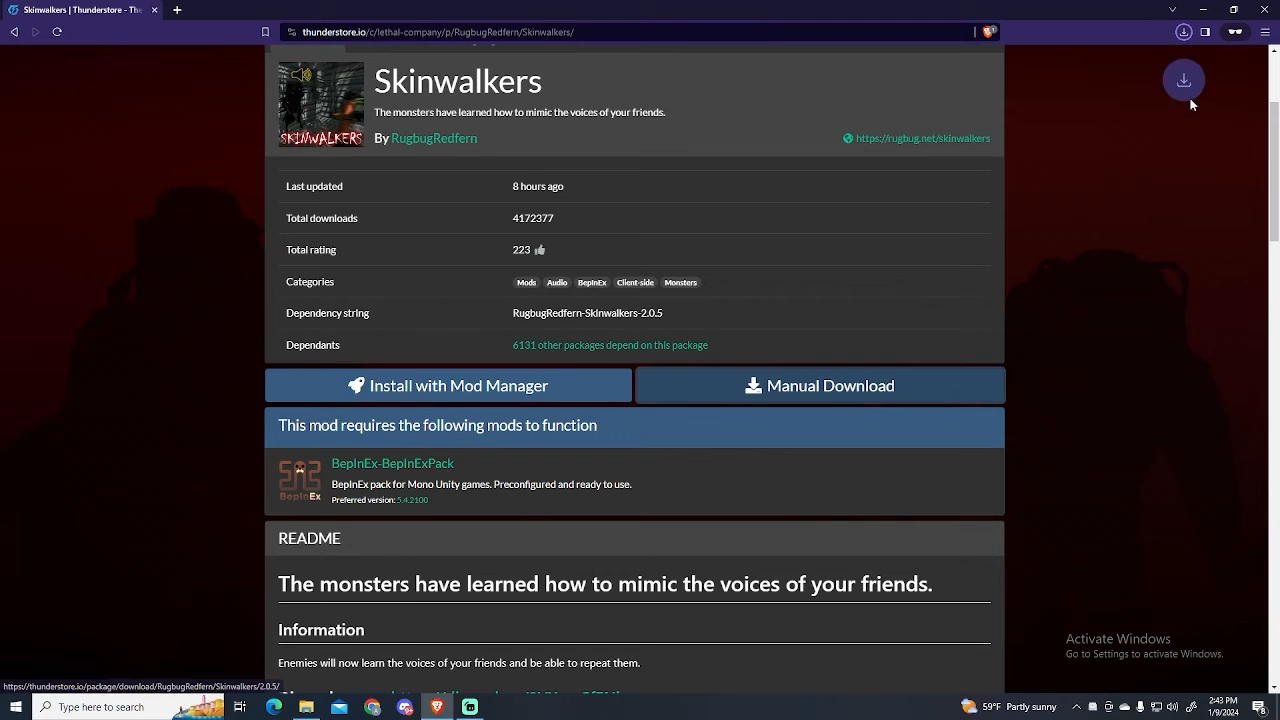 Skinwalkers - The
thunderstore.io/c/lethal-company/p/RugbugRedfern/Skinwalkers/
SKINWALKERS
Skinwalkers
The monsters have learned how to mimic the voices of your friends.
By RugbugRedfern
https://rugbug.net/skinwalkers
Last updated 8 hours ago
Total downloads 4172377
Total rating 223
Categories Mods Audio BepInEx Client-side Monsters
Dependency string RugbugRedfern-Skinwalkers-2.0.5
Dependants 6131 other packages depend on this package
Install with Mod Manager
Manual Download
This mod requires the following mods to function
BepInEx
BepInEx-BepInExPack
BepInEx pack for Mono Unity games. Preconfigured and ready to use.
Preferred version: 5.4.2100
README
The monsters have learned how to mimic the voices of your friends.
Information
Enemies will now learn the voices of your friends and be able to repeat them.
Activate Windows
Go to Settings to activate Windows.
https://thunderstore.io/package/download/RugbugRedfern/Skinwalkers/2.0.5/
Type here to search
59°F Partly sunny
2:43 PM
1/9/2024